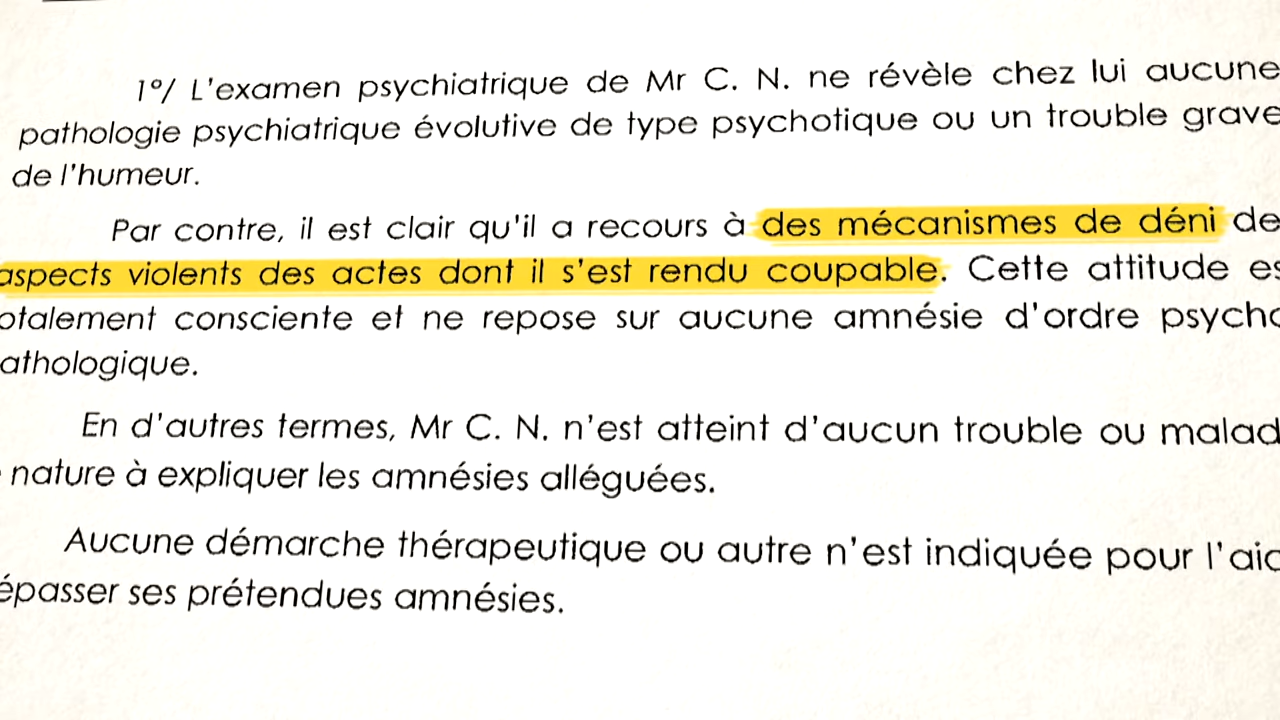 1°/ L'examen psychiatrique de Mr C. N. ne révèle chez lui aucune
pathologie psychiatrique évolutive de type psychotique ou un trouble grave
de l'humeur.
Par contre, il est clair qu'il a recours à des mécanismes de déni de
aspects violents des actes dont il s'est rendu coupable. Cette attitude es
otalement consciente et ne repose sur aucune amnésie d'ordre psycho
athologique.
En d'autres termes, Mr C. N. n'est atteint d'aucun trouble ou malad
nature à expliquer les amnésies alléguées.
Aucune démarche thérapeutique ou autre n'est indiquée pour l'aid
épasser ses prétendues amnésies.